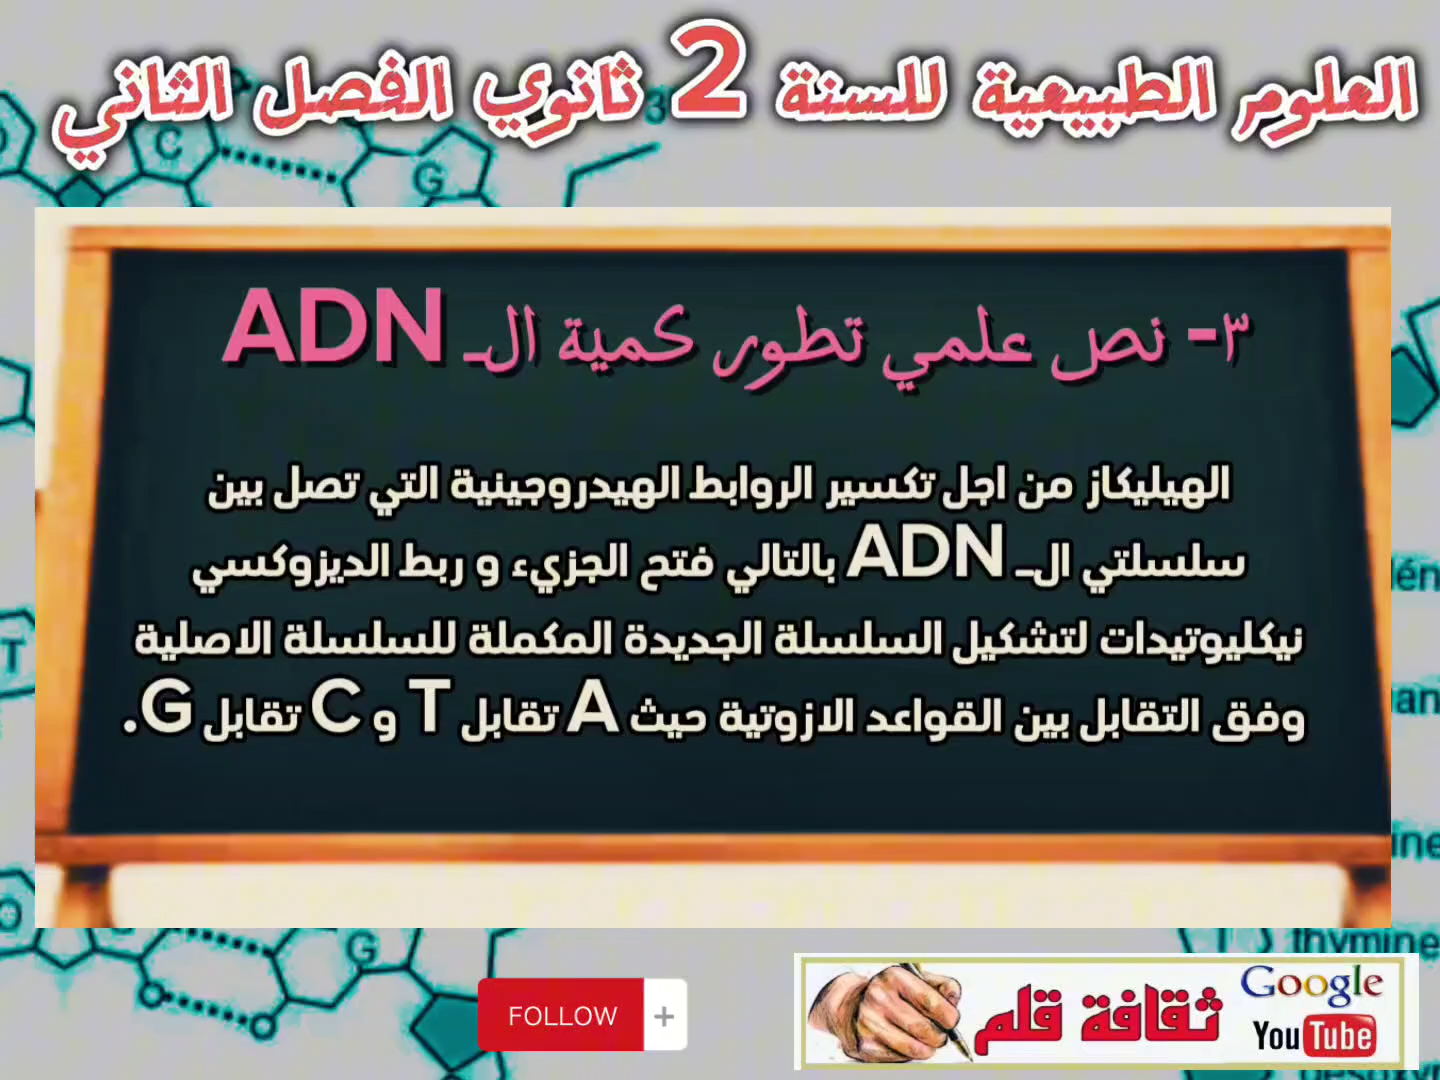 العلوم الطبيعية للسنة 2 ثانوي الفصل الثاني
٣- نص علمي تطور كمية الـ ADN
الهيليكاز من اجل تكسير الروابط الهيدروجينية التي تصل بين
سلسلتي الـ ADN بالتالي فتح الجزيء و ربط الديزوكسي
نيكليوتيدات لتشكيل السلسلة الجديدة المكملة للسلسلة الاصلية
وفق التقابل بين القواعد الازوتية حيث A تقابل T و C تقابل G.
C
G
T
G
thymine
FOLLOW +
ثقافة قلم
Google
YouTube